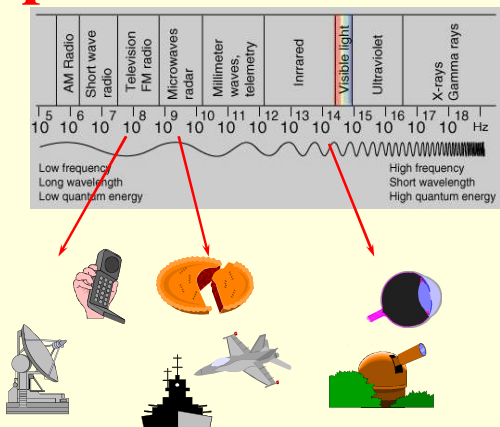 AM Radio
Short wave
radio
Television
FM radio
Microwaves
radar
Millimeter
waves,
telemetry
Inrrared
Visible light
Ultraviolet
X-rays
Gamma rays
10^5 10^6 10^7 10^8 10^9 10^10 10^11 10^12 10^13 10^14 10^15 10^16 10^17 10^18 Hz
Low frequency
Long wavelength
Low quantum energy
High frequency
Short wavelength
High quantum energy